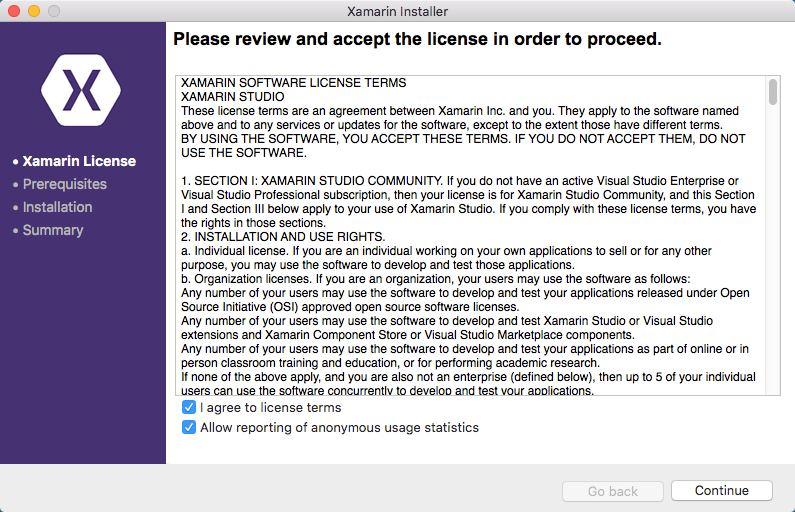 Xamarin Installer
Please review and accept the license in order to proceed.
• Xamarin License
• Prerequisites
• Installation
• Summary
XAMARIN SOFTWARE LICENSE TERMS
XAMARIN STUDIO
These license terms are an agreement between Xamarin Inc. and you. They apply to the software named
above and to any services or updates for the software, except to the extent those have different terms.
BY USING THE SOFTWARE, YOU ACCEPT THESE TERMS. IF YOU DO NOT ACCEPT THEM, DO NOT
USE THE SOFTWARE.
1. SECTION I: XAMARIN STUDIO COMMUNITY. If you do not have an active Visual Studio Enterprise or
Visual Studio Professional subscription, then your license is for Xamarin Studio Community, and this Section
I and Section III below apply to your use of Xamarin Studio. If you comply with these license terms, you have
the rights in those sections.
2. INSTALLATION AND USE RIGHTS.
a. Individual license. If you are an individual working on your own applications to sell or for any other
purpose, you may use the software to develop and test those applications.
b. Organization licenses. If you are an organization, your users may use the software as follows:
Any number of your users may use the software to develop and test your applications released under Open
Source Initiative (OSI) approved open source software licenses.
Any number of your users may use the software to develop and test Xamarin Studio or Visual Studio
extensions and Xamarin Component Store or Visual Studio Marketplace components.
Any number of your users may use the software to develop and test your applications as part of online or in
person classroom training and education, or for performing academic research.
If none of the above apply, and you are also not an enterprise (defined below), then up to 5 of your individual
users can use the software concurrently to develop and test your applications.
I agree to license terms
Allow reporting of anonymous usage statistics
Go back
Continue